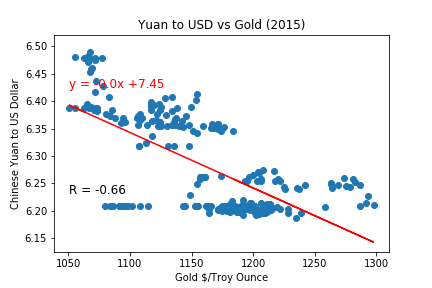 Yuan to USD vs Gold (2015)
6.50
6.45
6.40
6.35
6.30
6.25
6.20
6.15
Chinese Yuan to US Dollar
y = -0.0x +7.45
R = -0.66
1050 1100 1150 1200 1250 1300
Gold $/Troy Ounce